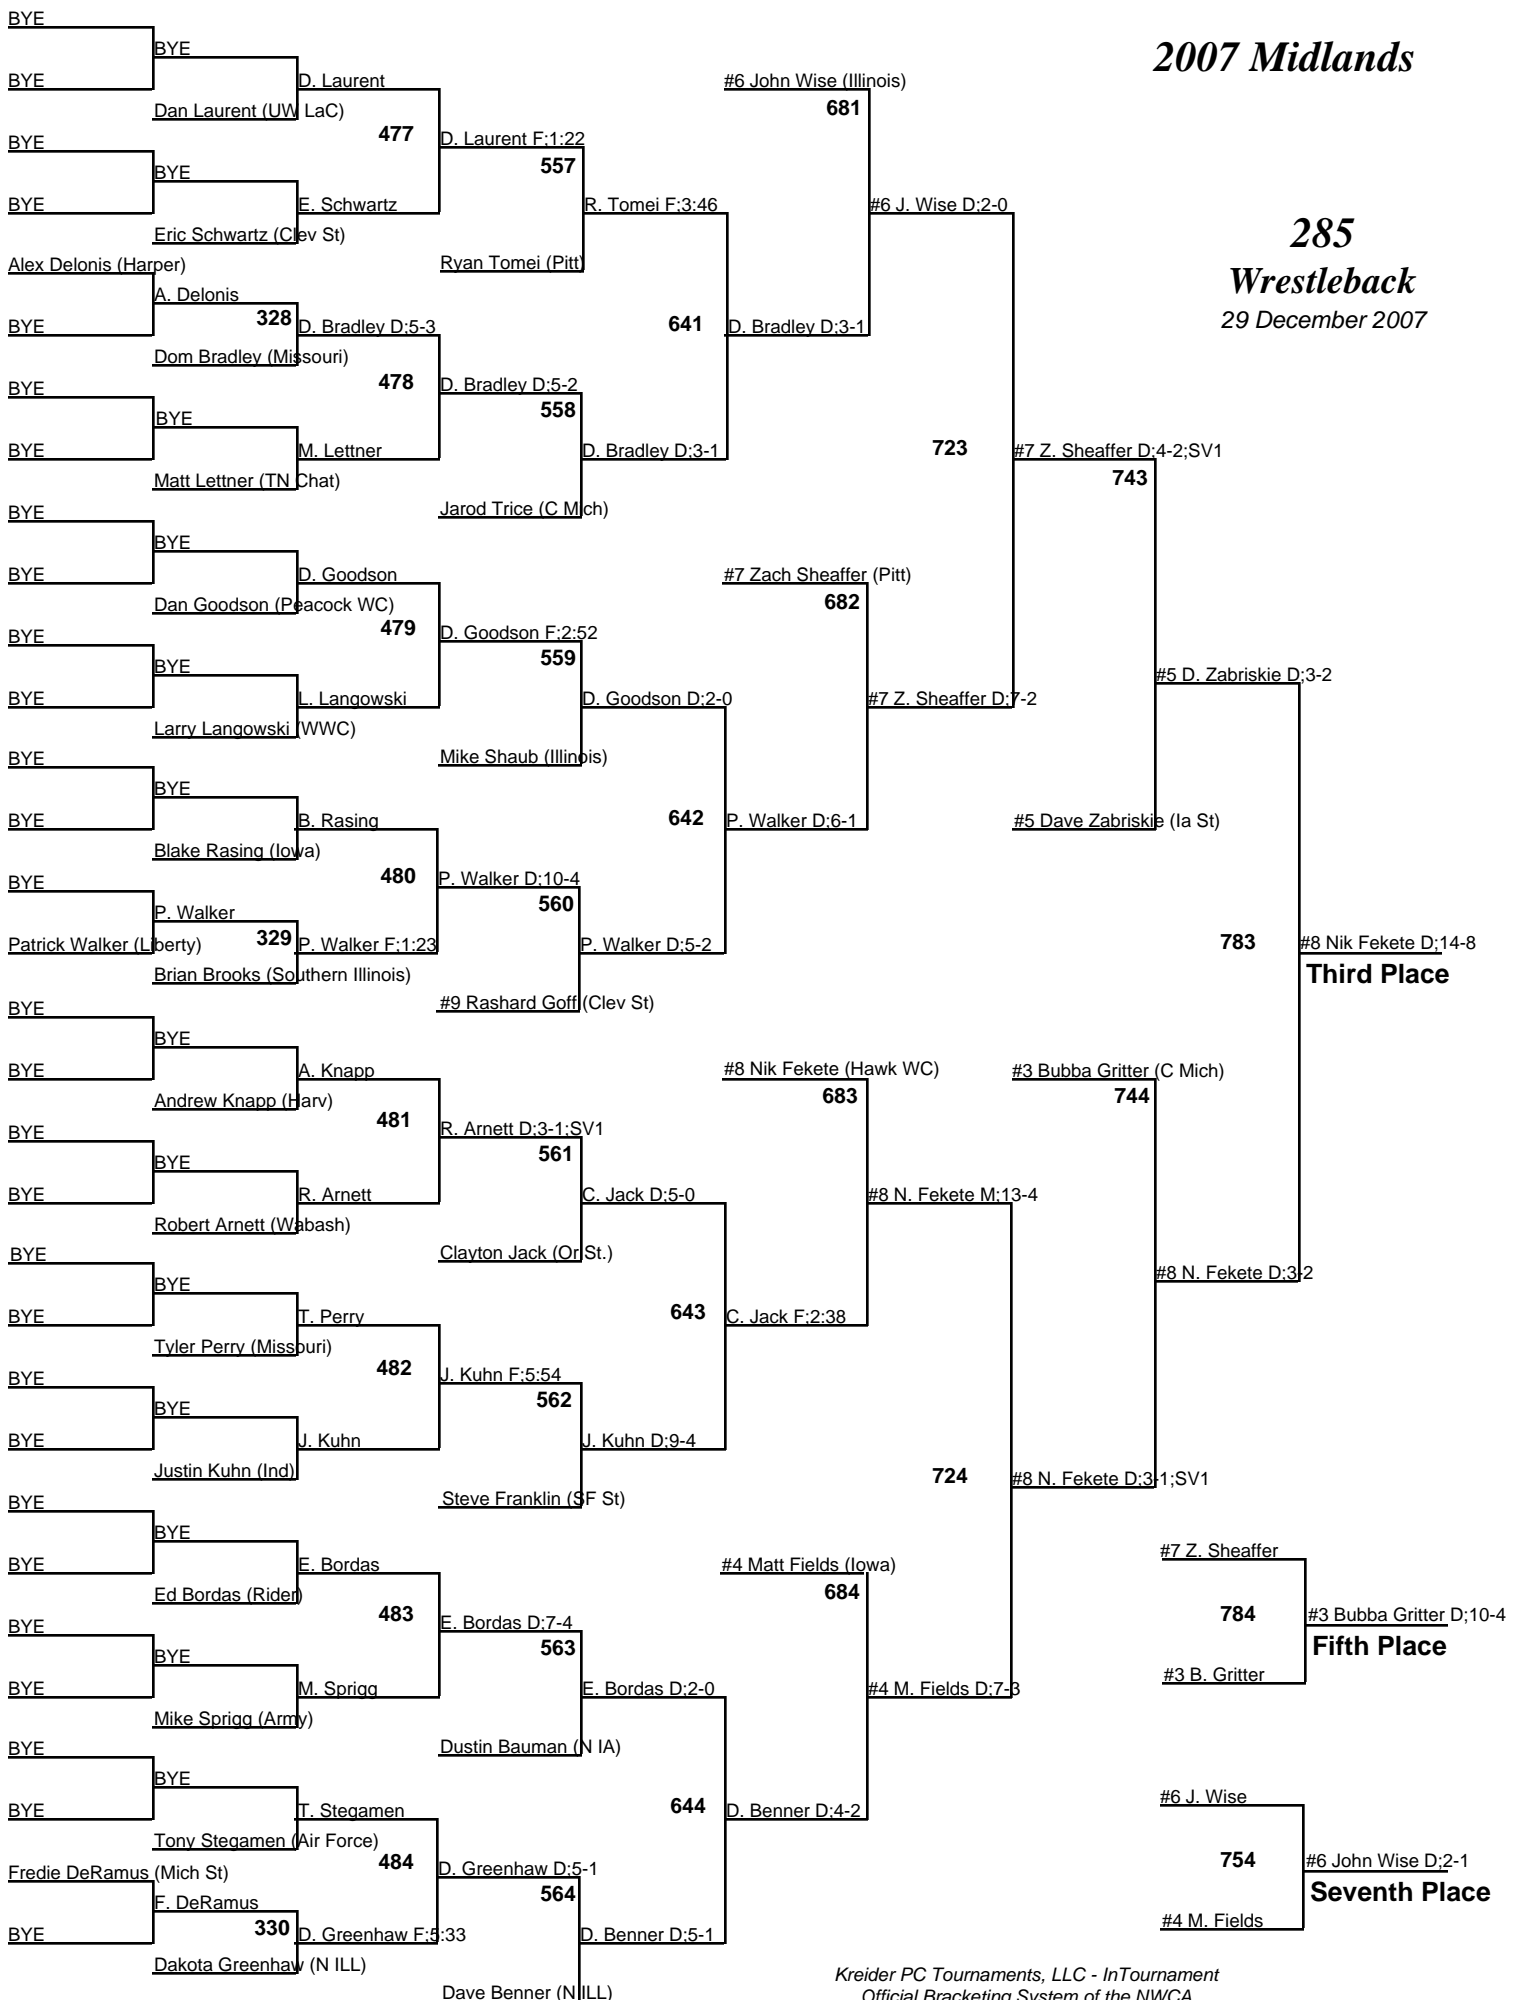 BYE
2007 Midlands
BYE
BYE
D. Laurent
#6 John Wise (Illinois)
Dan Laurent (UW LaC)
681
477
BYE
D. Laurent F;1:22
557
BYE
BYE
E. Schwartz
R. Tomei F;3:46
#6 J. Wise D;2-0
285
Eric Schwartz (Clev St)
Alex Delonis (Harper)
Ryan Tomei (Pitt)
Wrestleback
A. Delonis
328
29 December 2007
BYE
D. Bradley D;5-3
641
D. Bradley D;3-1
Dom Bradley (Missouri)
478
BYE
D. Bradley D;5-2
558
BYE
BYE
M. Lettner
D. Bradley D;3-1
723
#7 Z. Sheaffer D;4-2;SV1
Matt Lettner (TN Chat)
743
Jarod Trice (C Mich)
BYE
BYE
BYE
D. Goodson
#7 Zach Sheaffer (Pitt)
Dan Goodson (Peacock WC)
682
479
BYE
D. Goodson F;2:52
559
BYE
#5 D. Zabriskie D;3-2
BYE
L. Langowski
D. Goodson D;2-0
#7 Z. Sheaffer D;7-2
Larry Langowski (WWC)
BYE
Mike Shaub (Illinois)
BYE
BYE
B. Rasing
642
P. Walker D;6-1
#5 Dave Zabriskie (Ia St)
Blake Rasing (Iowa)
480
BYE
P. Walker D;10-4
560
P. Walker
329
Patrick Walker (Liberty)
P. Walker F;1:23
P. Walker D;5-2
783
#8 Nik Fekete D;14-8
Brian Brooks (Southern Illinois)
Third Place
#9 Rashard Goff (Clev St)
BYE
BYE
BYE
A. Knapp
#8 Nik Fekete (Hawk WC)
#3 Bubba Gritter (C Mich)
Andrew Knapp (Harv)
683
744
481
BYE
R. Arnett D;3-1;SV1
561
BYE
BYE
R. Arnett
C. Jack D;5-0
#8 N. Fekete M;13-4
Robert Arnett (Wabash)
BYE
Clayton Jack (Or St.)
BYE
#8 N. Fekete D;3-2
BYE
T. Perry
643
C. Jack F;2:38
Tyler Perry (Missouri)
482
BYE
J. Kuhn F;5:54
562
BYE
BYE
J. Kuhn
J. Kuhn D;9-4
Justin Kuhn (Ind)
724
#8 N. Fekete D;3-1;SV1
BYE
Steve Franklin (SF St)
BYE
BYE
E. Bordas
#4 Matt Fields (Iowa)
#7 Z. Sheaffer
Ed Bordas (Rider)
684
483
BYE
E. Bordas D;7-4
784
#3 Bubba Gritter D;10-4
563
Fifth Place
BYE
BYE
M. Sprigg
E. Bordas D;2-0
#4 M. Fields D;7-3
#3 B. Gritter
Mike Sprigg (Army)
BYE
Dustin Bauman (N IA)
BYE
BYE
T. Stegamen
644
D. Benner D;4-2
#6 J. Wise
Tony Stegamen (Air Force)
484
Fredie DeRamus (Mich St)
D. Greenhaw D;5-1
754
#6 John Wise D;2-1
564
Seventh Place
F. DeRamus
330
BYE
D. Greenhaw F;5:33
D. Benner D;5-1
#4 M. Fields
Dakota Greenhaw (N ILL)
Dave Benner (N ILL)
Kreider PC Tournaments, LLC - InTournament
Official Bracketing System of the NWCA